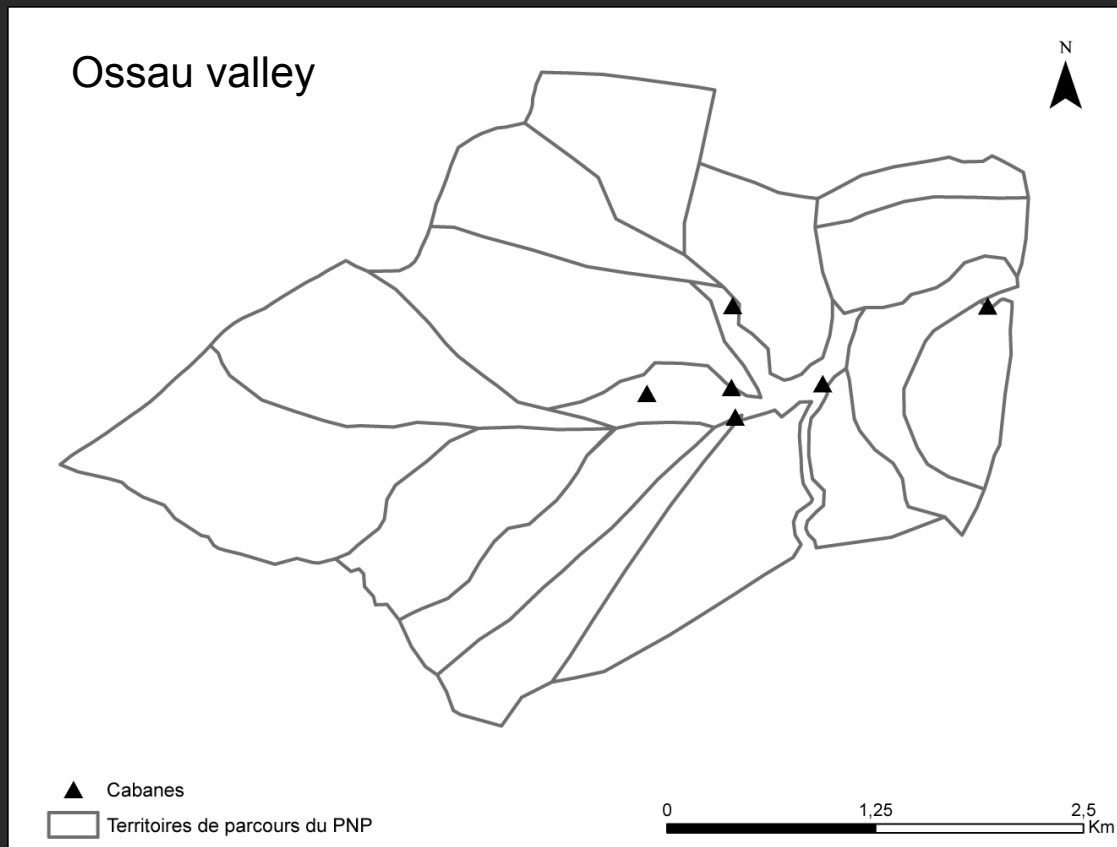 Ossau valley
N
Cabanes
Territoires de parcours du PNP
0 1,25 2,5
Km